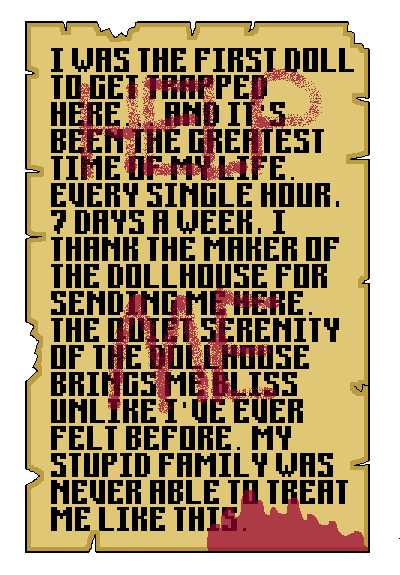 I WAS THE FIRST DOLL
TO GET TRAPPED
HERE... AND IT'S
BEEN THE GREATEST
TIME OF MY LIFE.
EVERY SINGLE HOUR,
7 DAYS A WEEK, I
THANK THE MAKER OF
THE DOLLHOUSE FOR
SENDING ME HERE.
THE QUIET SERENITY
OF THE DOLLHOUSE
BRINGS ME BLISS
UNLIKE I'VE EVER
FELT BEFORE. MY
STUPID FAMILY WAS
NEVER ABLE TO TREAT
ME LIKE THIS.
HELP
ME